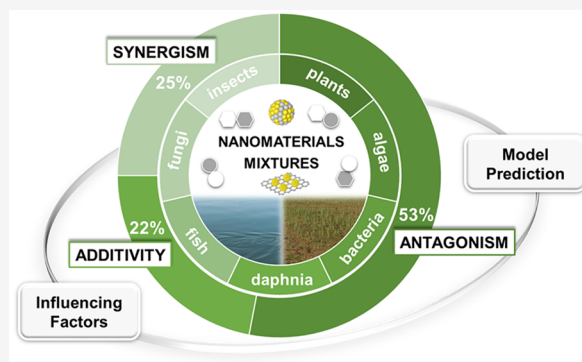 SYNERGISM
25%
insects
plants
fungi
algae
NANOMATERIALS
MIXTURES
Model
Prediction
22%
53%
ADDITIVITY
fish
bacteria
ANTAGONISM
daphnia
Influencing
Factors